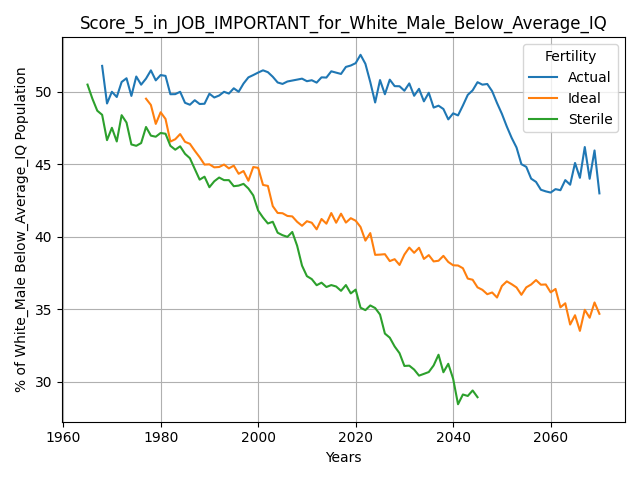 Score_5_in_JOB_IMPORTANT_for_White_Male_Below_Average_IQ
% of White_Male Below_Average_IQ Population
50
45
40
35
30
Fertility
Actual
Ideal
Sterile
1960
1980
2000
2020
2040
2060
Years